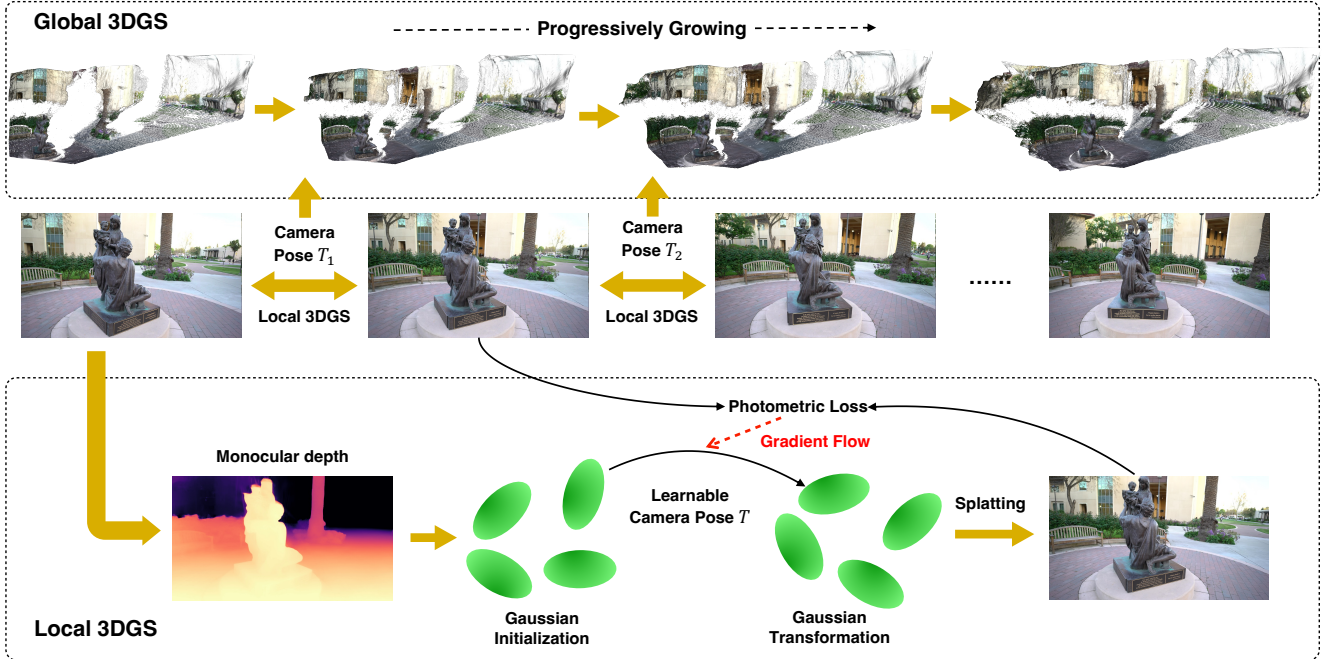 Global 3DGS
Progressively Growing
Camera
Pose T₁
Local 3DGS
Camera
Pose T₂
Local 3DGS
......
Photometric Loss
Gradient Flow
Monocular depth
Learnable
Camera Pose T
Splatting
Gaussian
Initialization
Gaussian
Transformation
Local 3DGS